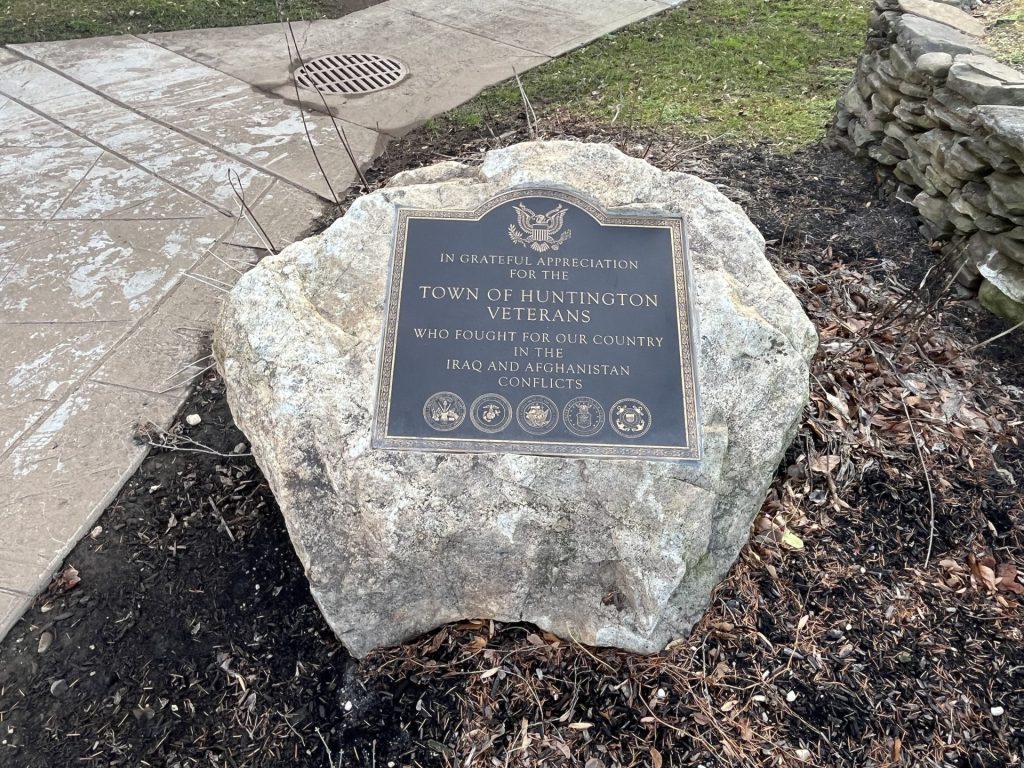 IN GRATEFUL APPRECIATION
FOR THE
TOWN OF HUNTINGTON
VETERANS
WHO FOUGHT FOR OUR COUNTRY
IN THE
IRAQ AND AFGHANISTAN
CONFLICTS